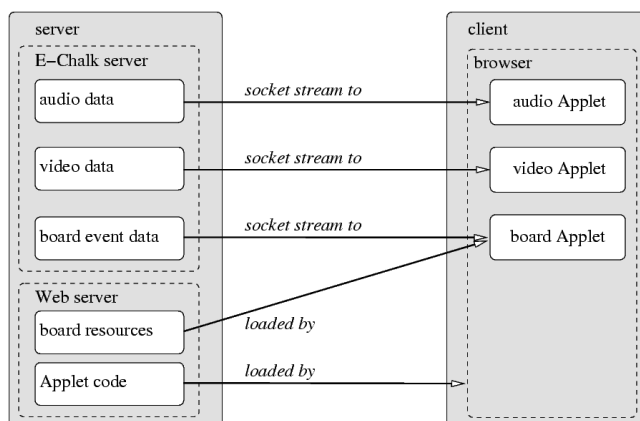 server
E−Chalk server
audio data
video data
board event data
Web server
board resources
Applet code
socket stream to
socket stream to
socket stream to
loaded by
loaded by
client
browser
audio Applet
video Applet
board Applet